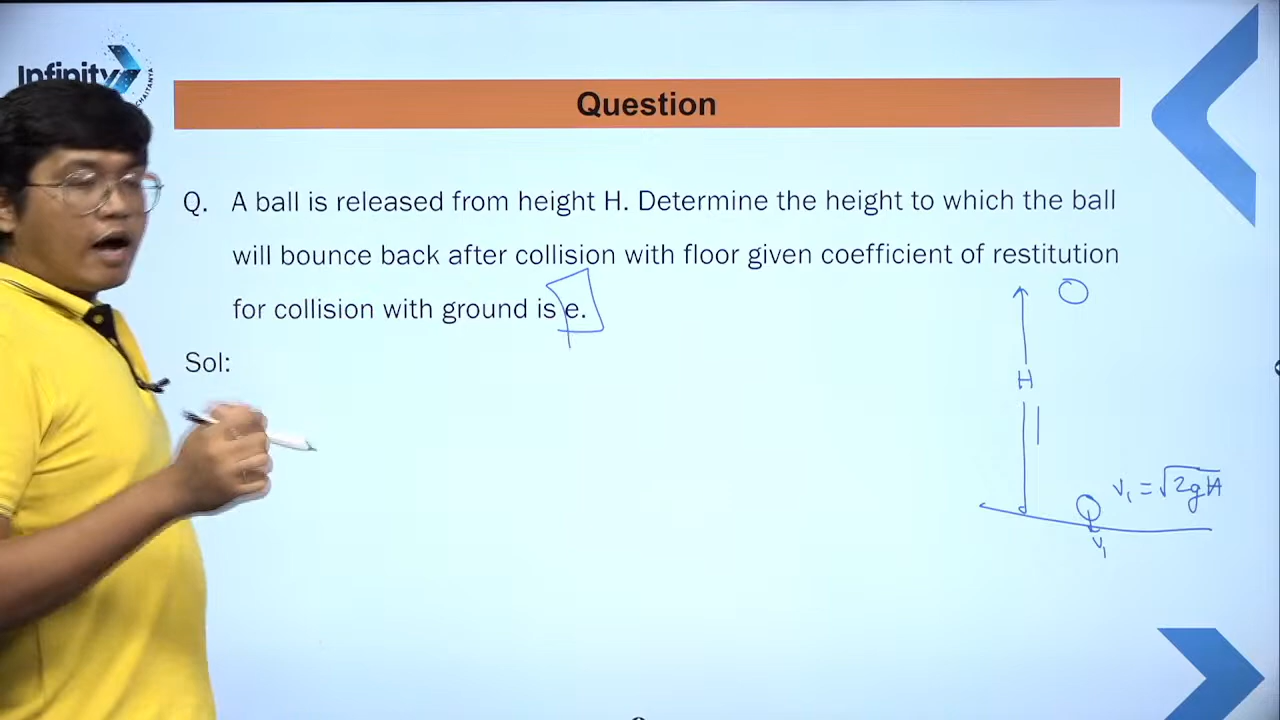 Infinity
CHAITANYA
Question
Q. A ball is released from height H. Determine the height to which the ball
will bounce back after collision with floor given coefficient of restitution
for collision with ground is e.
Sol:
H
v₁ = √2gH
v₁